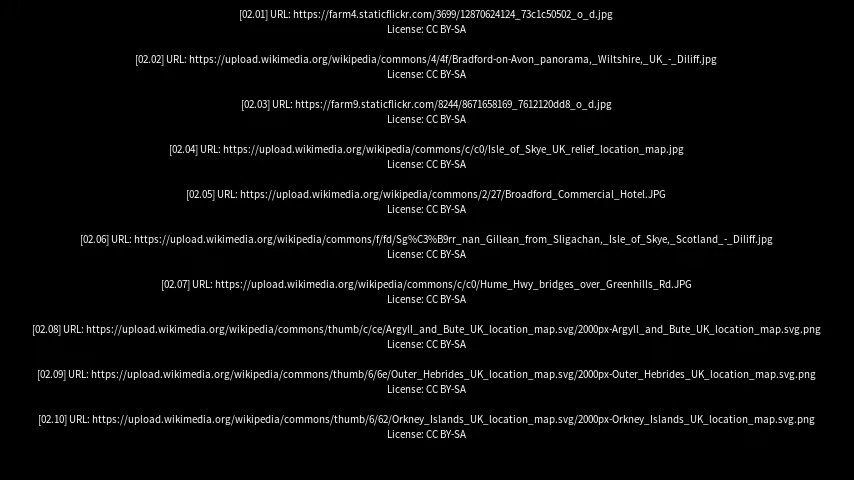 [02.01] URL: https://farm4.staticflickr.com/3699/12870624124_73c1c50502_o_d.jpg
License: CC BY-SA
[02.02] URL: https://upload.wikimedia.org/wikipedia/commons/4/4f/Bradford-on-Avon_panorama,_Wiltshire,_UK_-_Diliff.jpg
License: CC BY-SA
[02.03] URL: https://farm9.staticflickr.com/8244/8671658169_7612120dd8_o_d.jpg
License: CC BY-SA
[02.04] URL: https://upload.wikimedia.org/wikipedia/commons/c/c0/Isle_of_Skye_UK_relief_location_map.jpg
License: CC BY-SA
[02.05] URL: https://upload.wikimedia.org/wikipedia/commons/2/27/Broadford_Commercial_Hotel.JPG
License: CC BY-SA
[02.06] URL: https://upload.wikimedia.org/wikipedia/commons/f/fd/Sg%C3%B9rr_nan_Gillean_from_Sligachan,_Isle_of_Skye,_Scotland_-_Diliff.jpg
License: CC BY-SA
[02.07] URL: https://upload.wikimedia.org/wikipedia/commons/c/c0/Hume_Hwy_bridges_over_Greenhills_Rd.JPG
License: CC BY-SA
[02.08] URL: https://upload.wikimedia.org/wikipedia/commons/thumb/c/ce/Argyll_and_Bute_UK_location_map.svg/2000px-Argyll_and_Bute_UK_location_map.svg.png
License: CC BY-SA
[02.09] URL: https://upload.wikimedia.org/wikipedia/commons/thumb/6/6e/Outer_Hebrides_UK_location_map.svg/2000px-Outer_Hebrides_UK_location_map.svg.png
License: CC BY-SA
[02.10] URL: https://upload.wikimedia.org/wikipedia/commons/thumb/6/62/Orkney_Islands_UK_location_map.svg/2000px-Orkney_Islands_UK_location_map.svg.png
License: CC BY-SA